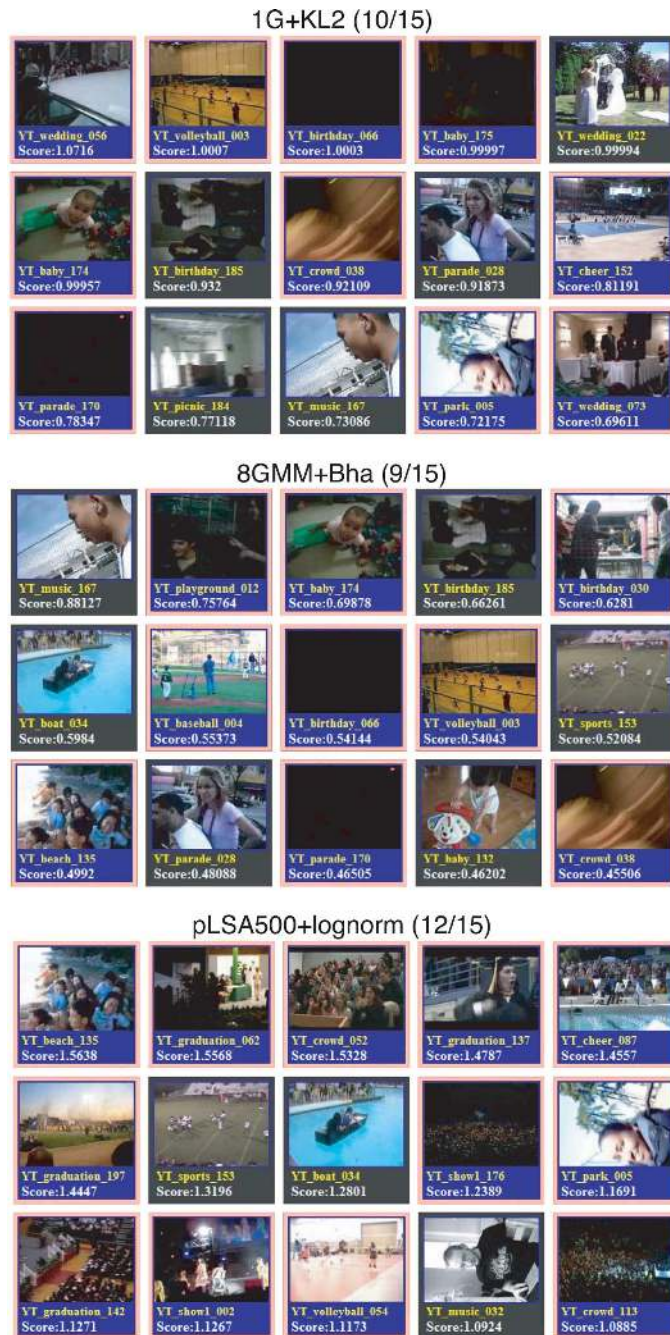 1G+KL2 (10/15)
YT_wedding_056 YT_volleyball_003 YT_birthday_066 YT_baby_175 YT_wedding_022
Score:1.0716 Score:1.0007 Score:1.0003 Score:0.99997 Score:0.99994
YT_baby_174 YT_birthday_185 YT_crowd_038 YT_parade_028 YT_cheer_152
Score:0.99957 Score:0.932 Score:0.92109 Score:0.91873 Score:0.81191
YT_parade_170 YT_picnic_184 YT_music_167 YT_park_005 YT_wedding_073
Score:0.78347 Score:0.77118 Score:0.73086 Score:0.72175 Score:0.69611
8GMM+Bha (9/15)
YT_music_167 YT_playground_012 YT_baby_174 YT_birthday_185 YT_birthday_030
Score:0.88127 Score:0.75764 Score:0.69878 Score:0.66261 Score:0.6281
YT_boat_034 YT_baseball_004 YT_birthday_066 YT_volleyball_003 YT_sports_153
Score:0.5984 Score:0.55373 Score:0.54144 Score:0.54043 Score:0.52084
YT_beach_135 YT_parade_028 YT_parade_170 YT_baby_132 YT_crowd_038
Score:0.4992 Score:0.48088 Score:0.46505 Score:0.46202 Score:0.45506
pLSA500+lognorm (12/15)
YT_beach_135 YT_graduation_062 YT_crowd_052 YT_graduation_137 YT_cheer_087
Score:1.5638 Score:1.5568 Score:1.5328 Score:1.4787 Score:1.4557
YT_graduation_197 YT_sports_153 YT_boat_034 YT_show1_176 YT_park_005
Score:1.4447 Score:1.3196 Score:1.2801 Score:1.2389 Score:1.1691
YT_graduation_142 YT_show1_002 YT_volleyball_054 YT_music_032 YT_crowd_113
Score:1.1271 Score:1.1267 Score:1.1173 Score:1.0924 Score:1.0885